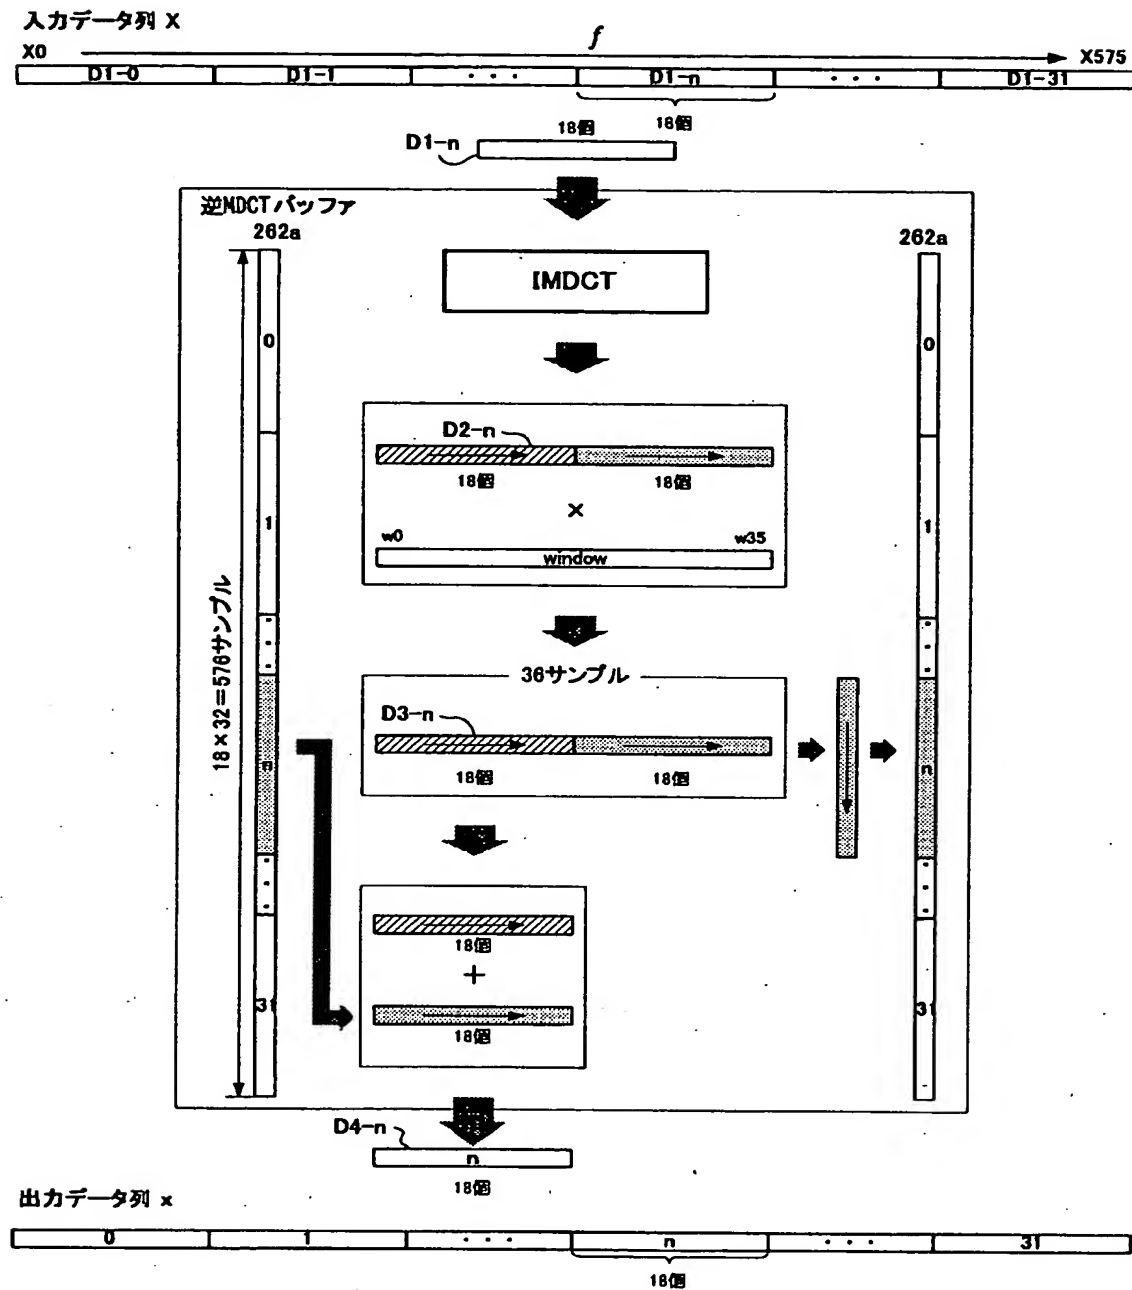 入力データ列 X
f
X0
X575
D1-0 D1-1 ・・・ D1-n ・・・ D1-31
18個
18個
D1-n
逆MDCTバッファ
262a
262a
IMDCT
0
0
D2-n
18個 18個
×
1
1
w0 w35
window
18×32=576サンプル
36サンプル
D3-n
n
n
18個 18個
18個
+
31
31
18個
D4-n
n
18個
出力データ列 x
0 1 ・・・ n ・・・ 31
18個